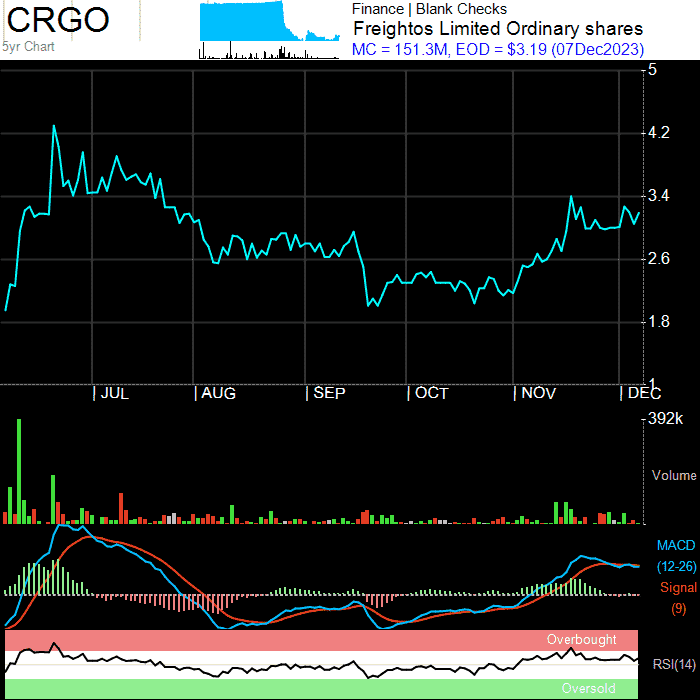 CRGO
5yr Chart
Finance | Blank Checks
Freightos Limited Ordinary shares
MC = 151.3M, EOD = $3.19 (07Dec2023)
5
4.2
3.4
2.6
1.8
1
JUL
AUG
SEP
OCT
NOV
DEC
392k
Volume
MACD
(12-26)
Signal
(9)
Overbought
RSI(14)
Oversold